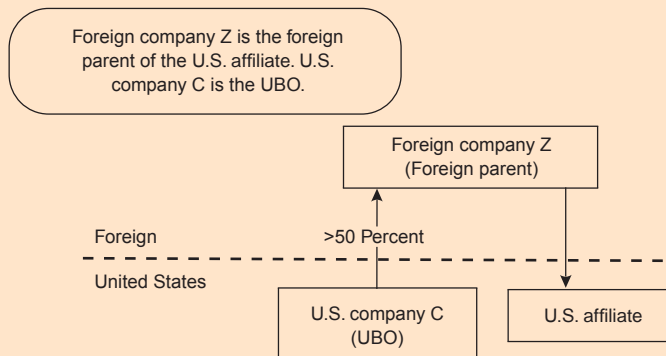 Foreign company Z is the foreign
parent of the U.S. affiliate. U.S.
company C is the UBO.
Foreign company Z
(Foreign parent)
Foreign
>50 Percent
United States
U.S. company C
(UBO)
U.S. affiliate